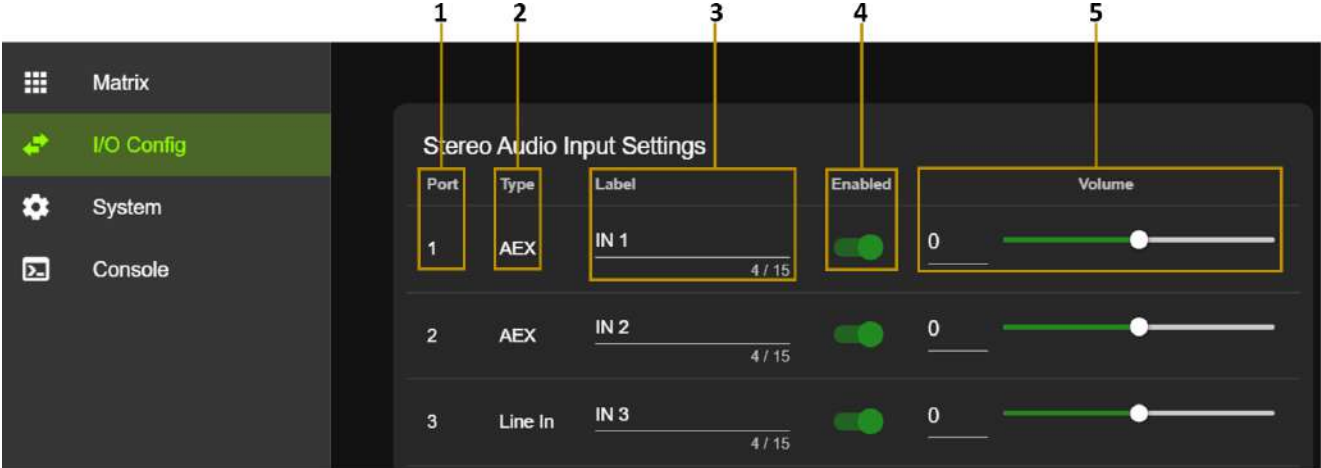 1 2 3 4 5
Matrix
I/O Config
System
Console
Stereo Audio Input Settings
Port Type Label Enabled Volume
1 AEX IN 1 0
4 / 15
2 AEX IN 2 0
4 / 15
3 Line In IN 3 0
4 / 15